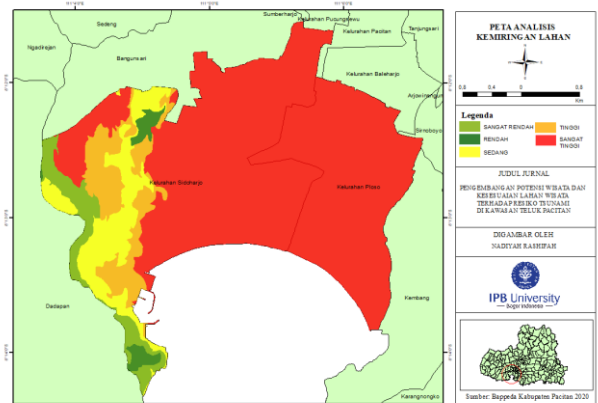 Sedang
Sumberharjo
Kelurahan Pucangsewu
Kelurahan Pacitan
Tanjungsari
Ngadirejan
Bangunsari
Kelurahan Baleharjo
Arjowinangun
Sirnoboyo
Kelurahan Sidoharjo
Kelurahan Ploso
Dadapan
Kembang
Karangnongko
PETA ANALISIS
KEMIRINGAN LAHAN
Km
Legenda
SANGAT RENDAH
RENDAH
SEDANG
TINGGI
SANGAT
TINGGI
JUDUL JURNAL
PENGEMBANGAN POTENSI WISATA DAN
KESESUAIAN LAHAN WISATA
TERHADAP RESIKO TSUNAMI
DI KAWASAN TELUK PACITAN
DIGAMBAR OLEH
NADIYAH RASHIFAH
IPB University
Bogor Indonesia
Sumber: Bappeda Kabupaten Pacitan 2020